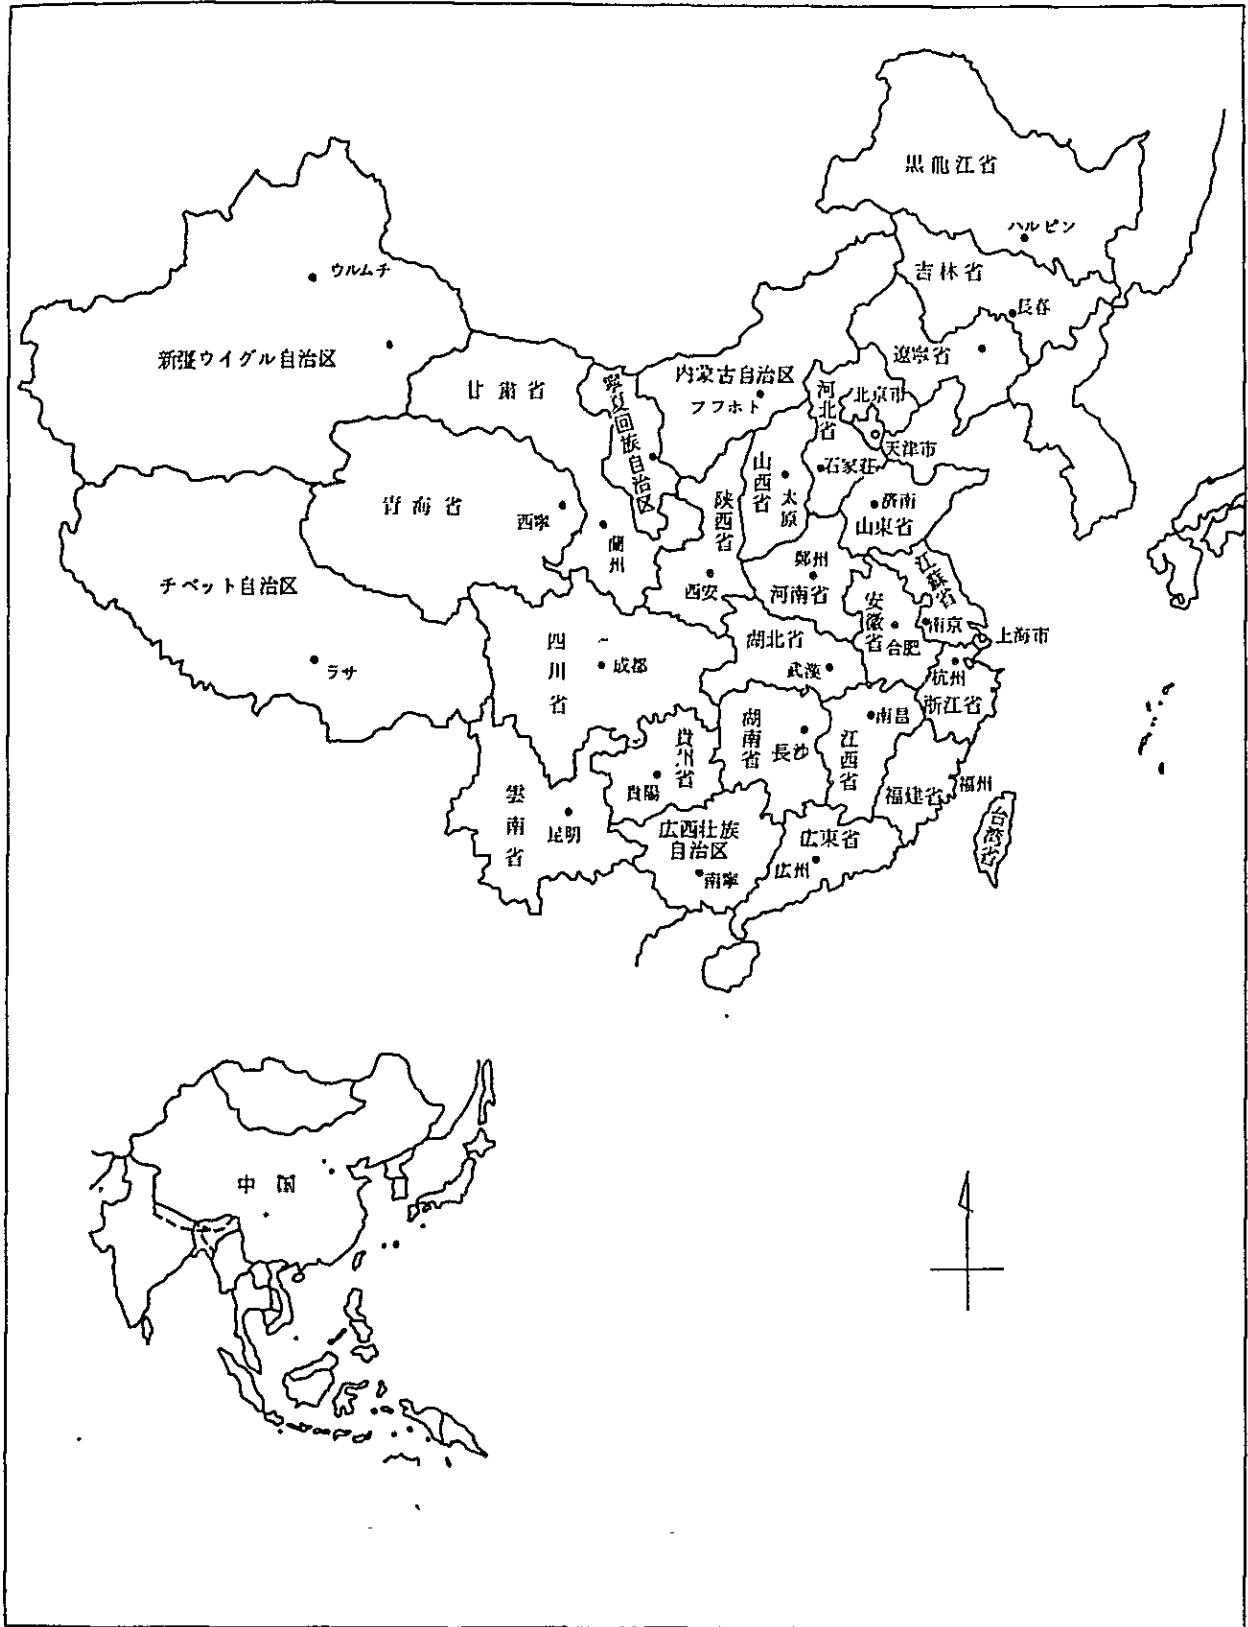 黒龍江省
ハルピン
吉林省
長春
遼寧省
ウルムチ
新疆ウイグル自治区
甘粛省
寧夏回族自治区
内蒙古自治区
フフホト
河北省
北京市
天津市
石家荘
山西省
太原
陝西省
西安
済南
山東省
青海省
西寧
蘭州
鄭州
河南省
江蘇省
南京
安徽省
合肥
上海市
チベット自治区
ラサ
四川省
成都
湖北省
武漢
杭州
浙江省
湖南省
長沙
南昌
江西省
貴州省
貴陽
福建省
福州
雲南省
昆明
広西壮族
自治区
南寧
広東省
広州
台湾省
中国